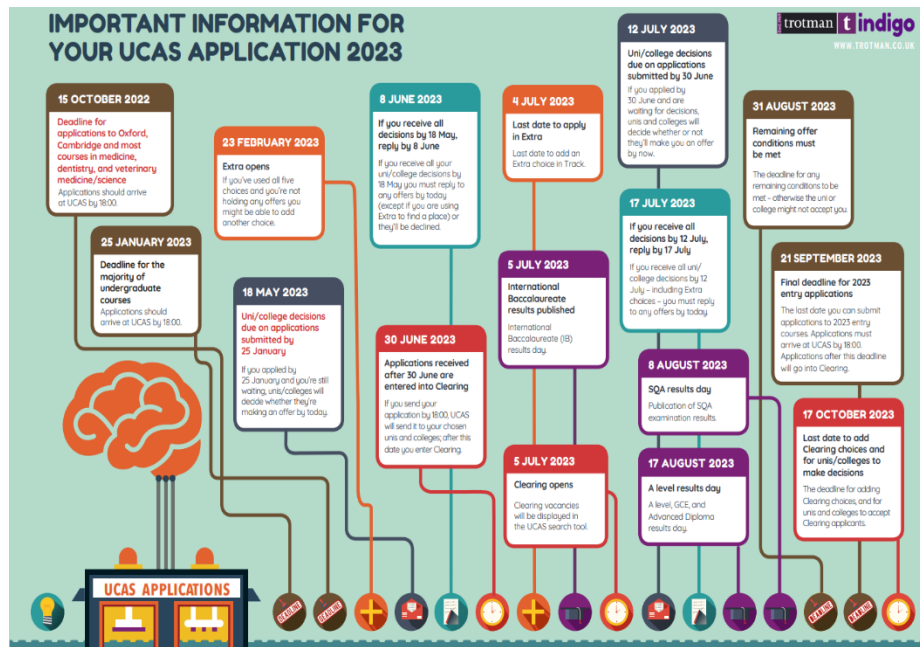 IMPORTANT INFORMATION FOR
YOUR UCAS APPLICATION 2023
trotman t indigo
WWW.TROTMAN.CO.UK
15 OCTOBER 2022
Deadline for
applications to Oxford,
Cambridge and most
courses in medicine,
dentistry, and veterinary
medicine/science
Applications should arrive
at UCAS by 18:00.
25 JANUARY 2023
Deadline for the
majority of
undergraduate
courses
Applications should
arrive at UCAS by 18:00.
23 FEBRUARY 2023
Extra opens
If you've used all five
choices and you're not
holding any offers you
might be able to add
another choice.
18 MAY 2023
Uni/college decisions
due on applications
submitted by
25 January
If you applied by
25 January and you're still
waiting, unis/colleges will
decide whether they're
making an offer by today.
8 JUNE 2023
If you receive all
decisions by 18 May,
reply by 8 June
If you receive all your
uni/college decisions by
18 May you must reply to
any offers by today
(except if you are using
Extra to find a place) or
they'll be declined.
30 JUNE 2023
Applications received
after 30 June are
entered into Clearing
If you send your
application by 18:00, UCAS
will send it to your chosen
unis and colleges; after this
date you enter Clearing.
4 JULY 2023
Last date to apply
in Extra
Last date to add an
Extra choice in Track.
5 JULY 2023
International
Baccalaureate
results published
International
Baccalaureate (IB)
results day.
5 JULY 2023
Clearing opens
Clearing vacancies
will be displayed in
the UCAS search tool.
12 JULY 2023
Uni/college decisions
due on applications
submitted by 30 June
If you applied by
30 June and are
waiting for decisions,
unis and colleges will
decide whether or not
they'll make you an offer
by now.
17 JULY 2023
If you receive all
decisions by 12 July,
reply by 17 July
If you receive all uni/
college decisions by 12
July – including Extra
choices – you must reply
to any offers by today.
8 AUGUST 2023
SQA results day
Publication of SQA
examination results.
17 AUGUST 2023
A level results day
A level, GCE, and
Advanced Diploma
results day.
31 AUGUST 2023
Remaining offer
conditions must
be met
The deadline for any
remaining conditions to be
met – otherwise the uni or
college might not accept you.
21 SEPTEMBER 2023
Final deadline for 2023
entry applications
The last date you can submit
applications to 2023 entry
courses. Applications must
arrive at UCAS by 18:00.
Applications after this deadline
will go into Clearing.
17 OCTOBER 2023
Last date to add
Clearing choices and
for unis/colleges to
make decisions
The deadline for adding
Clearing choices, and for
unis and colleges to accept
Clearing applicants.
UCAS APPLICATIONS
DEADLINE
DEADLINE
DEADLINE
DEADLINE